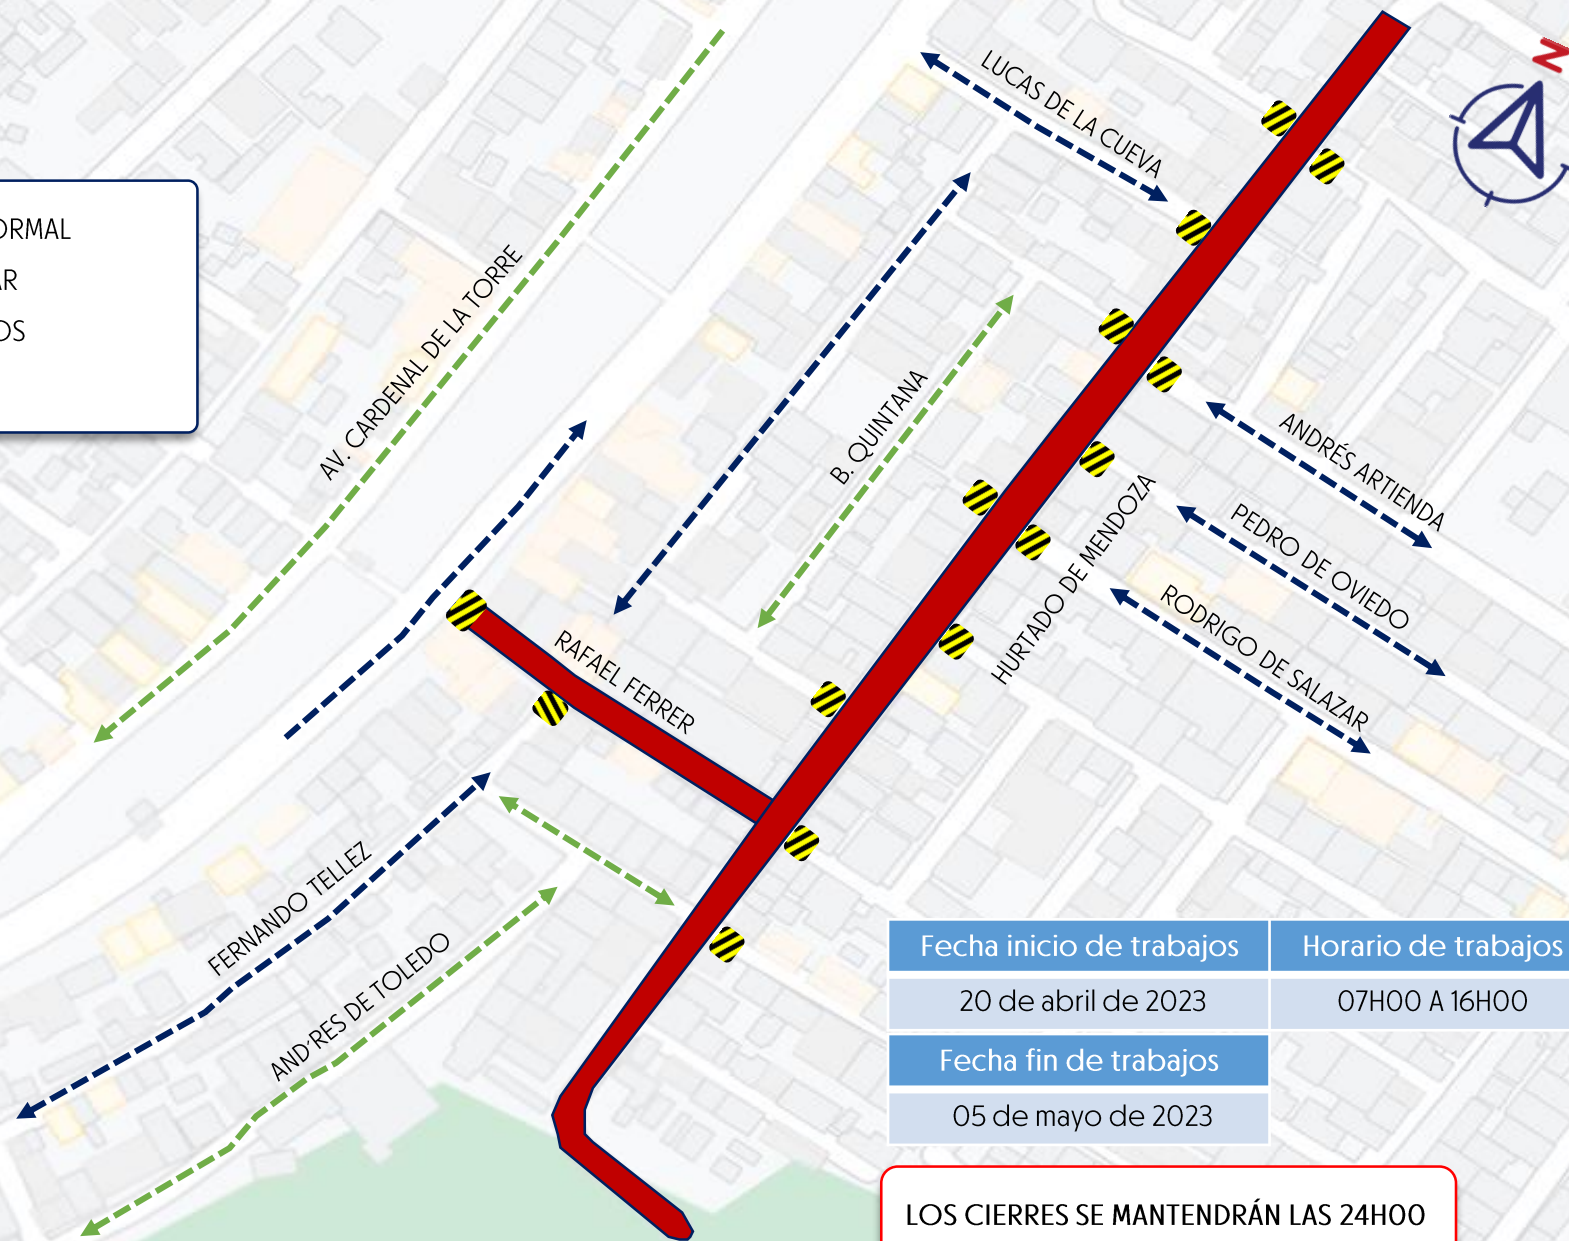 N
LUCAS DE LA CUEVA
AV. CARDENAL DE LA TORRE
B. QUINTANA
ANDRÉS ARTIENDA
PEDRO DE OVIEDO
RODRIGO DE SALAZAR
HURTADO DE MENDOZA
RAFAEL FERRER
FERNANDO TELLEZ
AND´RES DE TOLEDO
ORMAL
AR
OS
Fecha inicio de trabajos
Horario de trabajos
20 de abril de 2023
07H00 A 16H00
Fecha fin de trabajos
05 de mayo de 2023
LOS CIERRES SE MANTENDRÁN LAS 24H00